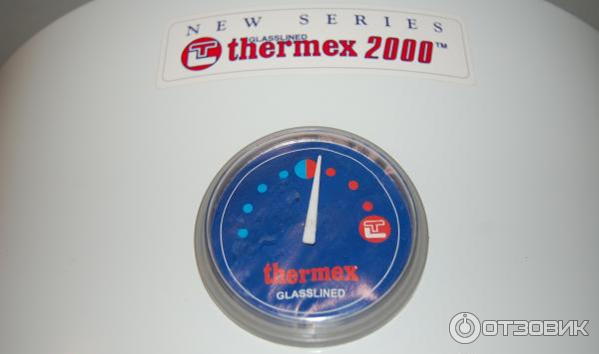 NEW SERIES
GLASSLINED
thermex 2000™
thermex
GLASSLINED
ОТЗОВИК